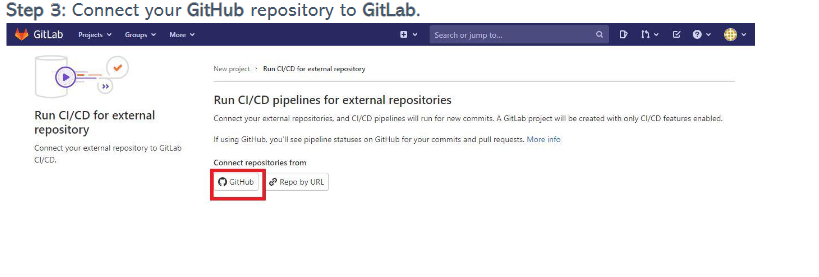 Step 3: Connect your GitHub repository to GitLab.
GitLab Projects Groups More Search or jump to...
New project › Run CI/CD for external repository
Run CI/CD for external
repository
Connect your external repository to GitLab
CI/CD.
Run CI/CD pipelines for external repositories
Connect your external repositories, and CI/CD pipelines will run for new commits. A GitLab project will be created with only CI/CD features enabled.
If using GitHub, you'll see pipeline statuses on GitHub for your commits and pull requests. More info
Connect repositories from
GitHub Repo by URL